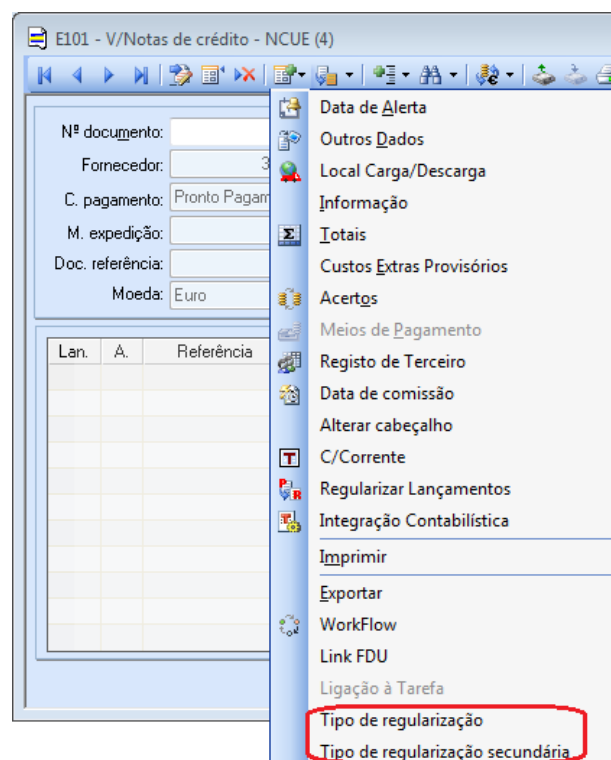 E101 - V/Notas de crédito - NCUE (4)
Nº documento:
Fornecedor: 3
C. pagamento: Pronto Pagam
M. expedição:
Doc. referência:
Moeda: Euro
Lan. A. Referência
Data de Alerta
Outros Dados
Local Carga/Descarga
Informação
Totais
Custos Extras Provisórios
Acertos
Meios de Pagamento
Registo de Terceiro
Data de comissão
Alterar cabeçalho
C/Corrente
Regularizar Lançamentos
Integração Contabilística
Imprimir
Exportar
WorkFlow
Link FDU
Ligação à Tarefa
Tipo de regularização
Tipo de regularização secundária